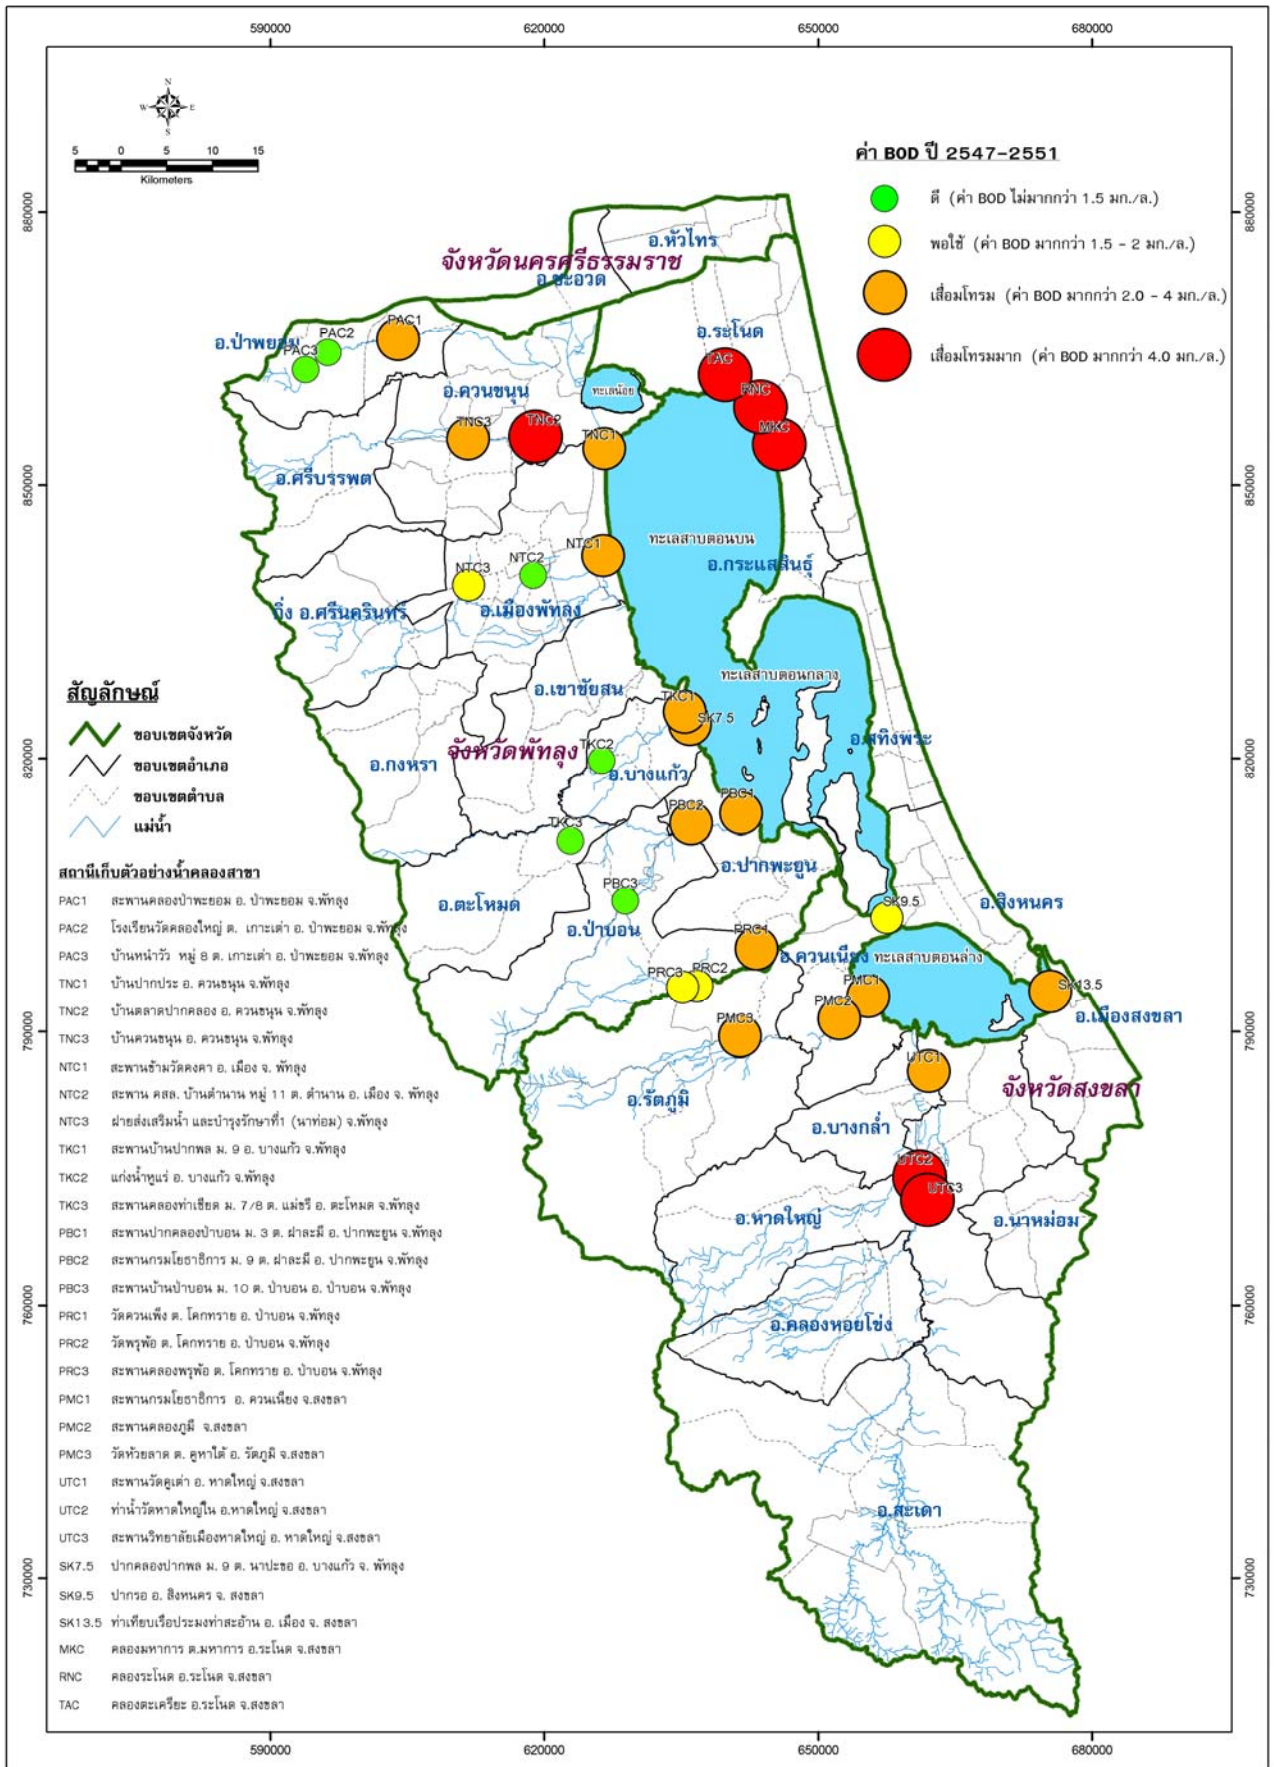 590000 620000 650000 680000
N
W E
S
5 0 5 10 15
Kilometers
ค่า BOD ปี 2547-2551
ดี (ค่า BOD ไม่มากกว่า 1.5 มก./ล.)
พอใช้ (ค่า BOD มากกว่า 1.5 - 2 มก./ล.)
เสื่อมโทรม (ค่า BOD มากกว่า 2.0 - 4 มก./ล.)
เสื่อมโทรมมาก (ค่า BOD มากกว่า 4.0 มก./ล.)
880000 880000
850000 850000
820000 820000
790000 790000
760000 760000
730000 730000
อ.หัวไทร
จังหวัดนครศรีธรรมราช
อ.ชะอวด
อ.ระโนด
PAC1
PAC2
อ.ป่าพยอม
PAC3
TAC
RNC
MKC
ทะเลน้อย
อ.ควนขนุน
TNC3
TNC2
TNC1
อ.ศรีบรรพต
ทะเลสาบตอนบน
NTC1
NTC2
NTC3
อ.กระแสสินธุ์
กิ่ง อ.ศรีนครินทร์
อ.เมืองพัทลุง
ทะเลสาบตอนกลาง
อ.เขาชัยสน
TKC1
SK7.5
อ.สทิงพระ
จังหวัดพัทลุง
TKC2
อ.กงหรา
อ.บางแก้ว
PBC1
PBC2
TKC3
อ.ปากพะยูน
PBC3
อ.ตะโหมด
SK9.5
อ.สิงหนคร
อ.ป่าบอน
PRC1
อ.ควนเนียง
ทะเลสาบตอนล่าง
PRC3
PRC2
PMC1
PMC2
SK13.5
PMC3
อ.เมืองสงขลา
UTC1
จังหวัดสงขลา
อ.รัตภูมิ
อ.บางกล่ำ
UTC2
UTC3
อ.หาดใหญ่
อ.นาหม่อม
อ.คลองหอยโข่ง
อ.สะเดา
สัญลักษณ์
ขอบเขตจังหวัด
ขอบเขตอำเภอ
ขอบเขตตำบล
แม่น้ำ
สถานีเก็บตัวอย่างน้ำคลองสาขา
PAC1 สะพานคลองป่าพะยอม อ. ป่าพะยอม จ.พัทลุง
PAC2 โรงเรียนวัดคลองใหญ่ ต. เกาะเต่า อ. ป่าพะยอม จ.พัทลุง
PAC3 บ้านหนำวัว หมู่ 8 ต. เกาะเต่า อ. ป่าพะยอม จ.พัทลุง
TNC1 บ้านปากประ อ. ควนขนุน จ.พัทลุง
TNC2 บ้านตลาดปากคลอง อ. ควนขนุน จ.พัทลุง
TNC3 บ้านควนขนุน อ. ควนขนุน จ.พัทลุง
NTC1 สะพานข้ามวัดคงคา อ. เมือง จ. พัทลุง
NTC2 สะพาน คสล. บ้านตำนาน หมู่ 11 ต. ตำนาน อ. เมือง จ. พัทลุง
NTC3 ฝายส่งเสริมน้ำ และบำรุงรักษาที่1 (นาท่อม) จ.พัทลุง
TKC1 สะพานบ้านปากพล ม. 9 อ. บางแก้ว จ.พัทลุง
TKC2 แก่งน้ำหูแร่ อ. บางแก้ว จ.พัทลุง
TKC3 สะพานคลองท่าเชียด ม. 7/8 ต. แม่ขรี อ. ตะโหมด จ.พัทลุง
PBC1 สะพานปากคลองป่าบอน ม. 3 ต. ฝาละมี อ. ปากพะยูน จ.พัทลุง
PBC2 สะพานกรมโยธาธิการ ม. 9 ต. ฝาละมี อ. ปากพะยูน จ.พัทลุง
PBC3 สะพานบ้านป่าบอน ม. 10 ต. ป่าบอน อ. ป่าบอน จ.พัทลุง
PRC1 วัดควนเพ็ง ต. โคกทราย อ. ป่าบอน จ.พัทลุง
PRC2 วัดพรุพ้อ ต. โคกทราย อ. ป่าบอน จ.พัทลุง
PRC3 สะพานคลองพรุพ้อ ต. โคกทราย อ. ป่าบอน จ.พัทลุง
PMC1 สะพานกรมโยธาธิการ อ. ควนเนียง จ.สงขลา
PMC2 สะพานคลองภูมี จ.สงขลา
PMC3 วัดห้วยลาด ต. คูหาใต้ อ. รัตภูมิ จ.สงขลา
UTC1 สะพานวัดคูเต่า อ. หาดใหญ่ จ.สงขลา
UTC2 ท่าน้ำวัดหาดใหญ่ใน อ.หาดใหญ่ จ.สงขลา
UTC3 สะพานวิทยาลัยเมืองหาดใหญ่ อ. หาดใหญ่ จ.สงขลา
SK7.5 ปากคลองปากพล ม. 9 ต. นาปะขอ อ. บางแก้ว จ. พัทลุง
SK9.5 ปากรอ อ. สิงหนคร จ. สงขลา
SK13.5 ท่าเทียบเรือประมงท่าสะอ้าน อ. เมือง จ. สงขลา
MKC คลองมหาการ ต.มหาการ อ.ระโนด จ.สงขลา
RNC คลองระโนด อ.ระโนด จ.สงขลา
TAC คลองตะเครียะ อ.ระโนด จ.สงขลา
590000 620000 650000 680000